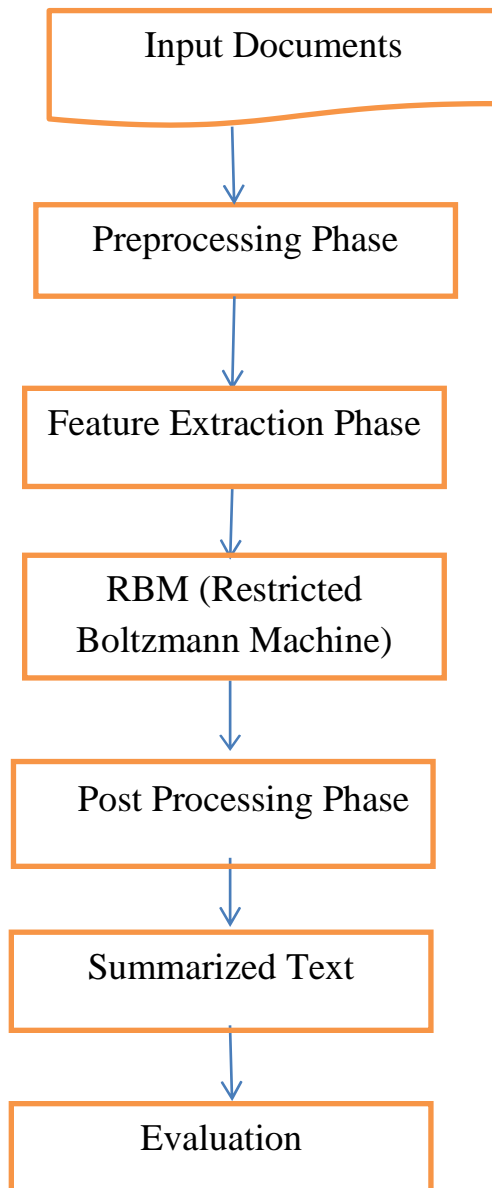 Input Documents
Preprocessing Phase
Feature Extraction Phase
RBM (Restricted
Boltzmann Machine)
Post Processing Phase
Summarized Text
Evaluation